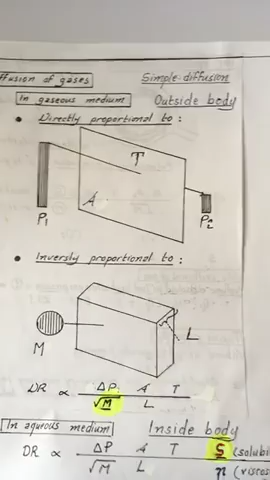 ffusion of gases Simple diffusion
In gaseous medium Outside body
• Directly proportional to :
T
A
P1 P2
• Inversly proportional to :
L
M
DR ∝ ΔP A T
√M L
In aqueous medium Inside body
DR ∝ ΔP A T S (solubi
√M L η (visco